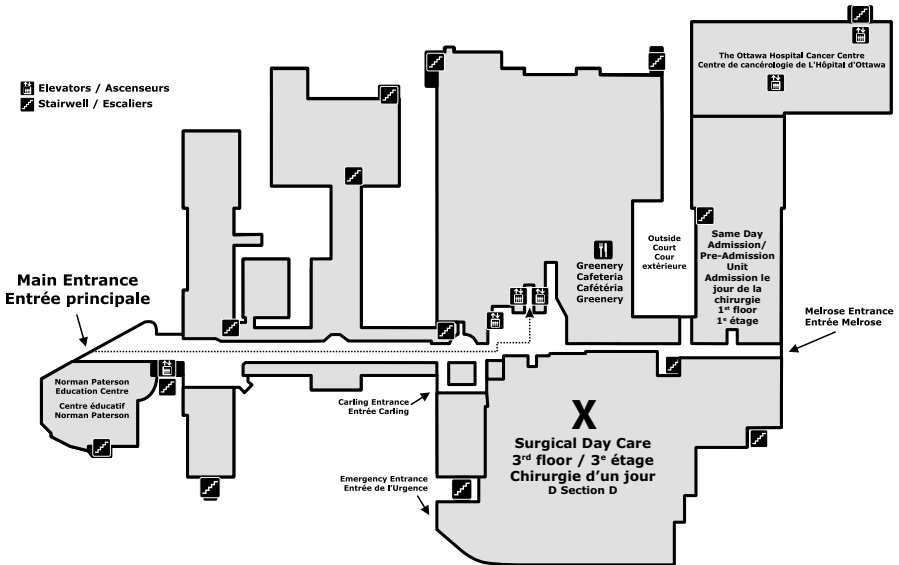 Elevators / Ascenseurs
Stairwell / Escaliers
The Ottawa Hospital Cancer Centre
Centre de cancérologie de L'Hôpital d'Ottawa
Outside
Court
Cour
extérieure
Same Day
Admission/
Pre-Admission
Unit
Admission le
jour de la
chirurgie
1st floor
1e étage
Greenery
Cafeteria
Cafétéria
Greenery
Main Entrance
Entrée principale
Melrose Entrance
Entrée Melrose
Norman Paterson
Education Centre
Centre éducatif
Norman Paterson
Carling Entrance
Entrée Carling
X
Surgical Day Care
3rd floor / 3e étage
Chirurgie d'un jour
D Section D
Emergency Entrance
Entrée de l'Urgence